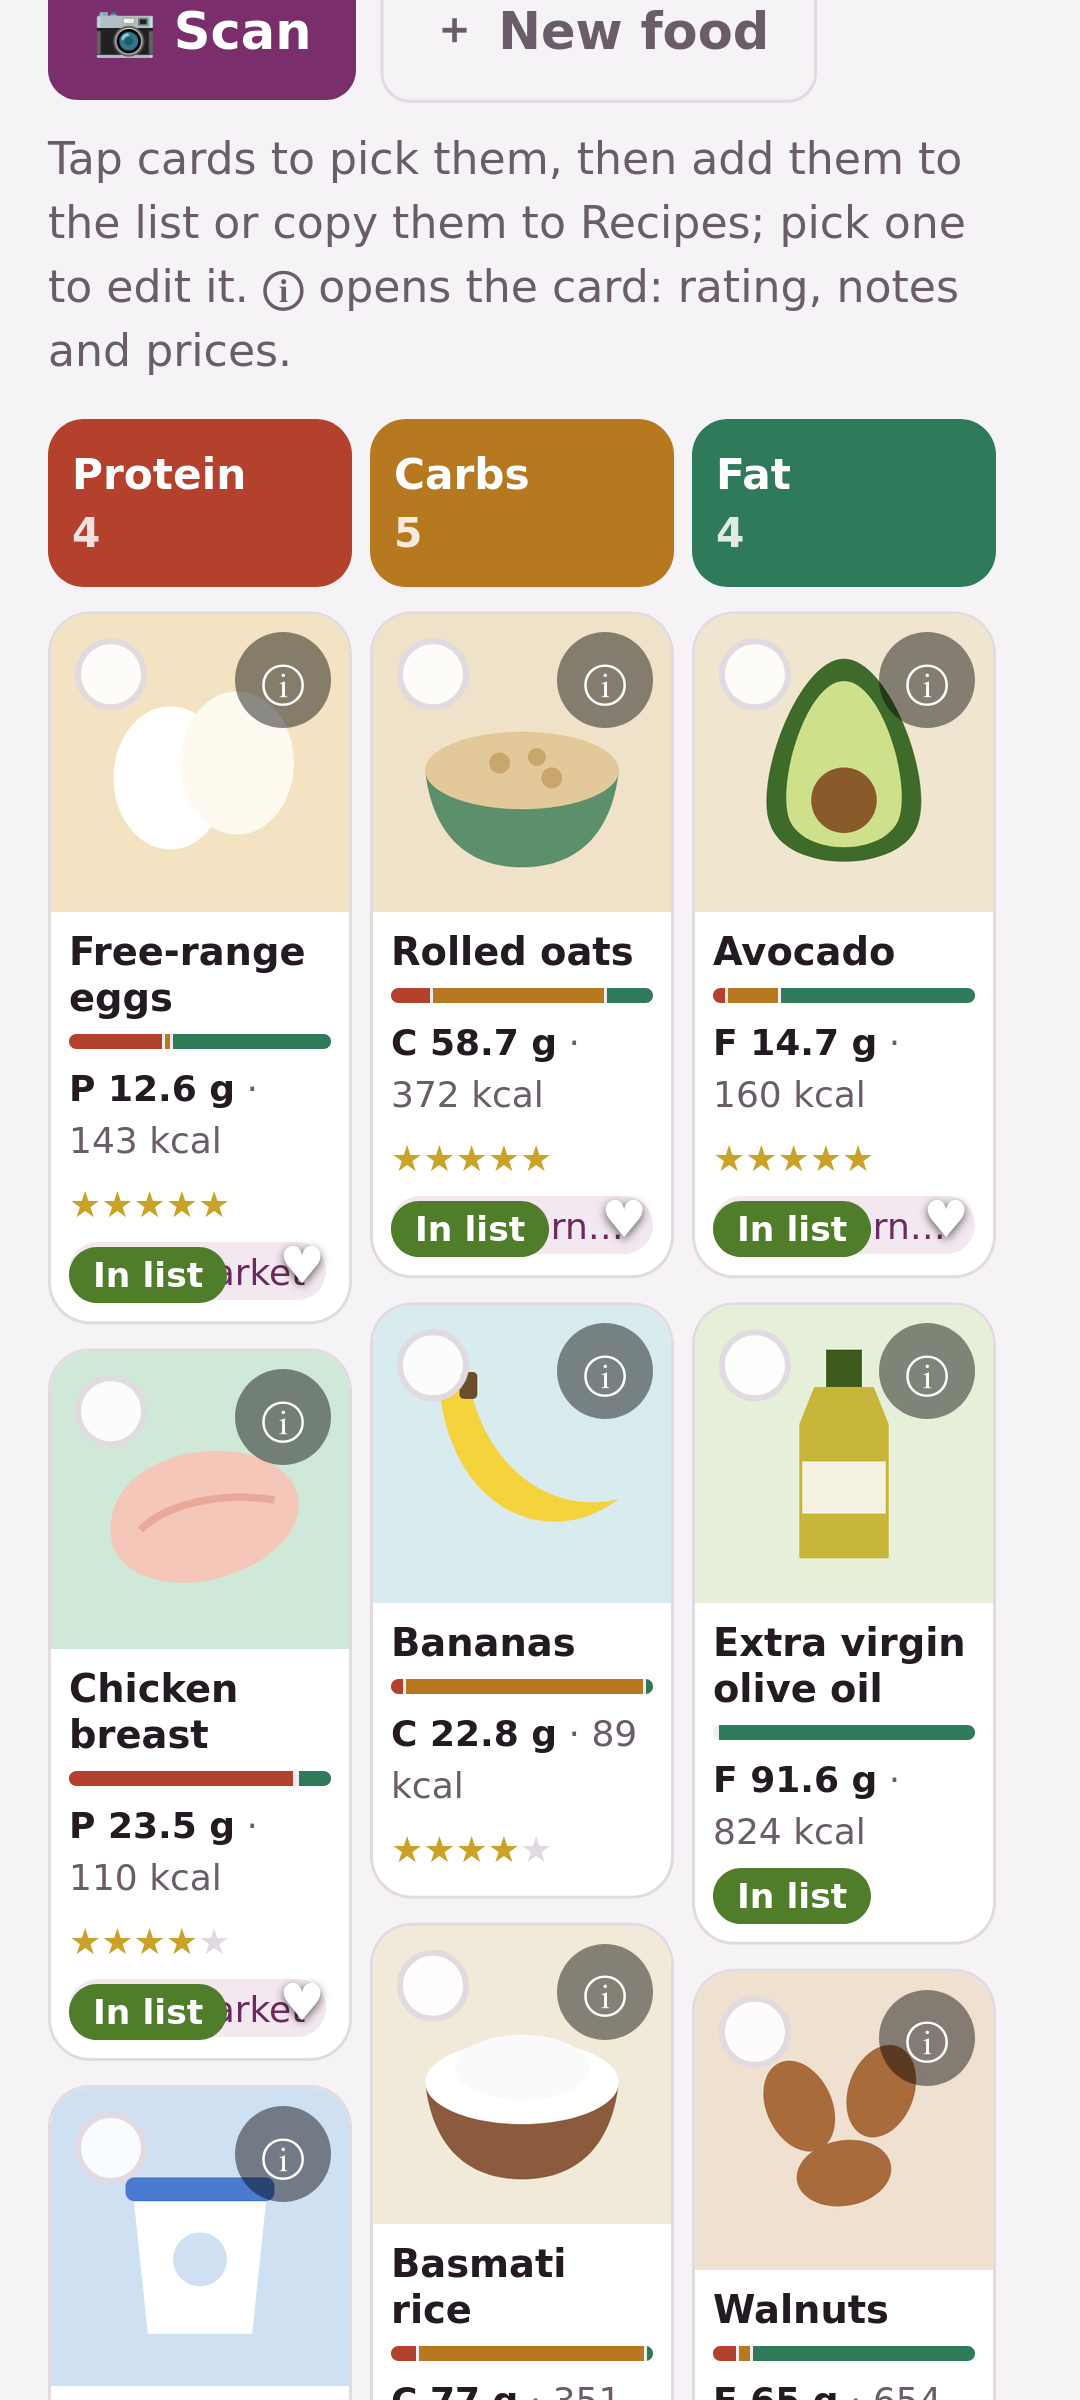 Scan
+ New food
Tap cards to pick them, then add them to
the list or copy them to Recipes; pick one
to edit it. ⓘ opens the card: rating, notes
and prices.
Protein
4
Carbs
5
Fat
4
Free-range
eggs
P 12.6 g ·
143 kcal
★★★★★
In list
Rolled oats
C 58.7 g ·
372 kcal
★★★★★
In list
Avocado
F 14.7 g ·
160 kcal
★★★★★
In list
Chicken
breast
P 23.5 g ·
110 kcal
★★★★★
In list
Bananas
C 22.8 g · 89
kcal
★★★★★
Extra virgin
olive oil
F 91.6 g ·
824 kcal
In list
Basmati
rice
C 77 g · 351
Walnuts
F 65 g · 654